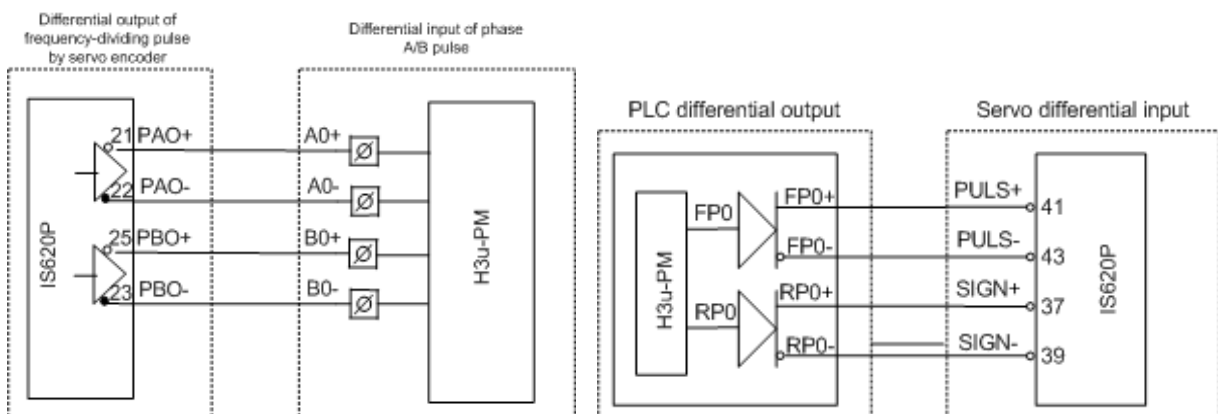 Differential output of
frequency-dividing pulse
by servo encoder
Differential input of phase
A/B pulse
21 PAO+
A0+
22 PAO-
A0-
25 PBO+
B0+
23 PBO-
B0-
IS620P
H3u-PM
PLC differential output
Servo differential input
H3u-PM
FP0
FP0+
FP0-
RP0
RP0+
RP0-
PULS+
41
PULS-
43
SIGN+
37
SIGN-
39
IS620P